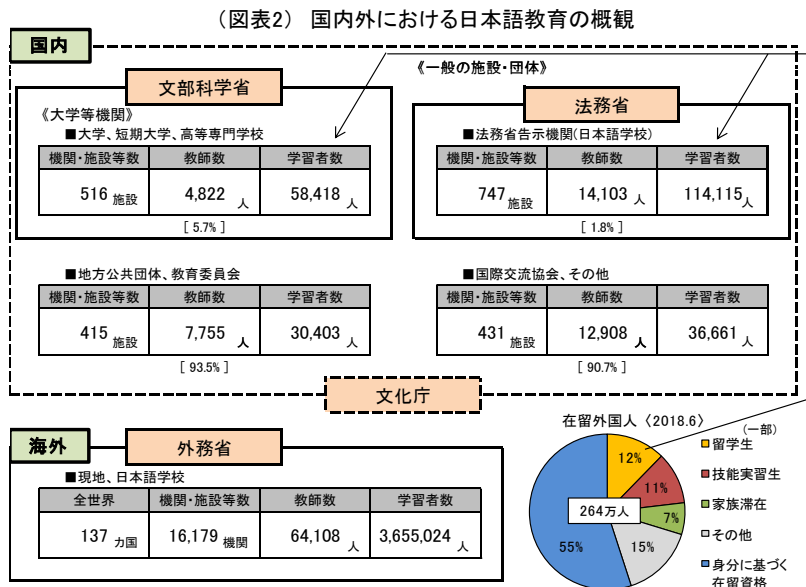 (図表2) 国内外における日本語教育の概観
国内
《一般の施設・団体》
文部科学省
《大学等機関》
■大学、短期大学、高等専門学校
機関・施設等数 教師数 学習者数
516 施設 4,822 人 58,418 人
[ 5.7% ]
法務省
■法務省告示機関(日本語学校)
機関・施設等数 教師数 学習者数
747 施設 14,103 人 114,115 人
[ 1.8% ]
■地方公共団体、教育委員会
機関・施設等数 教師数 学習者数
415 施設 7,755 人 30,403 人
[ 93.5% ]
■国際交流協会、その他
機関・施設等数 教師数 学習者数
431 施設 12,908 人 36,661 人
[ 90.7% ]
文化庁
海外
外務省
■現地、日本語学校
全世界 機関・施設等数 教師数 学習者数
137 カ国 16,179 機関 64,108 人 3,655,024 人
在留外国人〈2018.6〉
(一部)
12%
11%
7%
15%
55%
264万人
留学生
技能実習生
家族滞在
その他
身分に基づく
在留資格